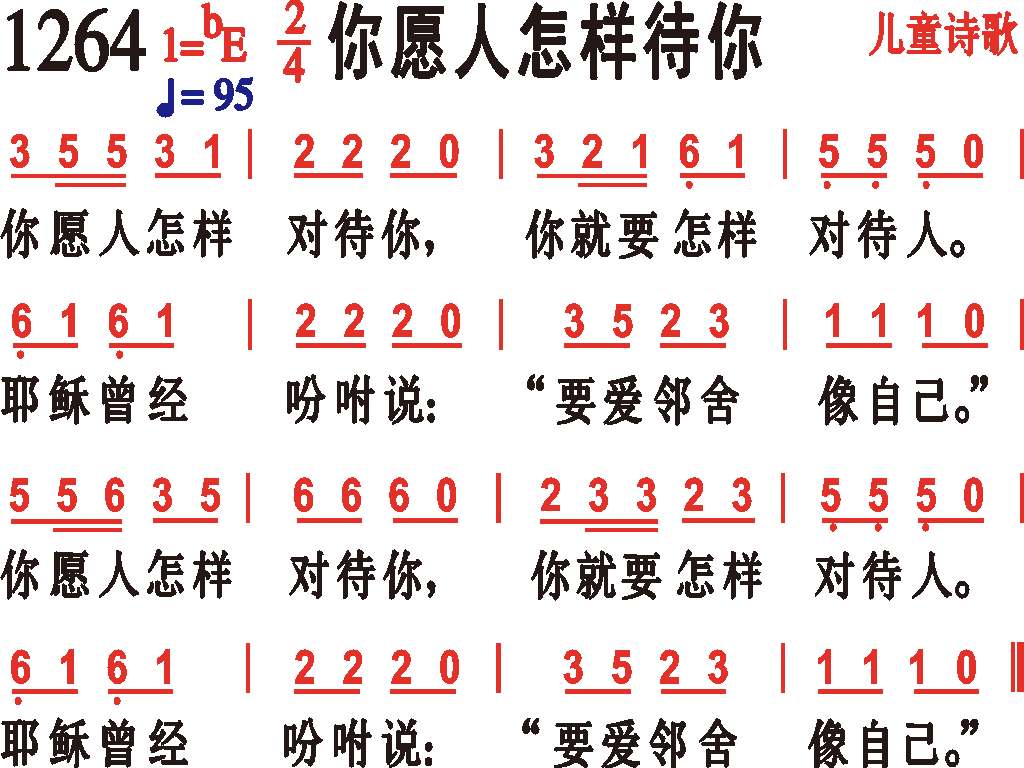 1264 1=bE 2/4 你愿人怎样待你 儿童诗歌
♩= 95
3 5 5 3 1 | 2 2 2 0 | 3 2 1 6 1 | 5 5 5 0 |
你愿人怎样 对待你， 你就要怎样 对待人。
6 1 6 1 | 2 2 2 0 | 3 5 2 3 | 1 1 1 0 |
耶稣曾经 吩咐说： “要爱邻舍 像自己。”
5 5 6 3 5 | 6 6 6 0 | 2 3 3 2 3 | 5 5 5 0 |
你愿人怎样 对待你， 你就要怎样 对待人。
6 1 6 1 | 2 2 2 0 | 3 5 2 3 | 1 1 1 0 ‖
耶稣曾经 吩咐说： “要爱邻舍 像自己。”